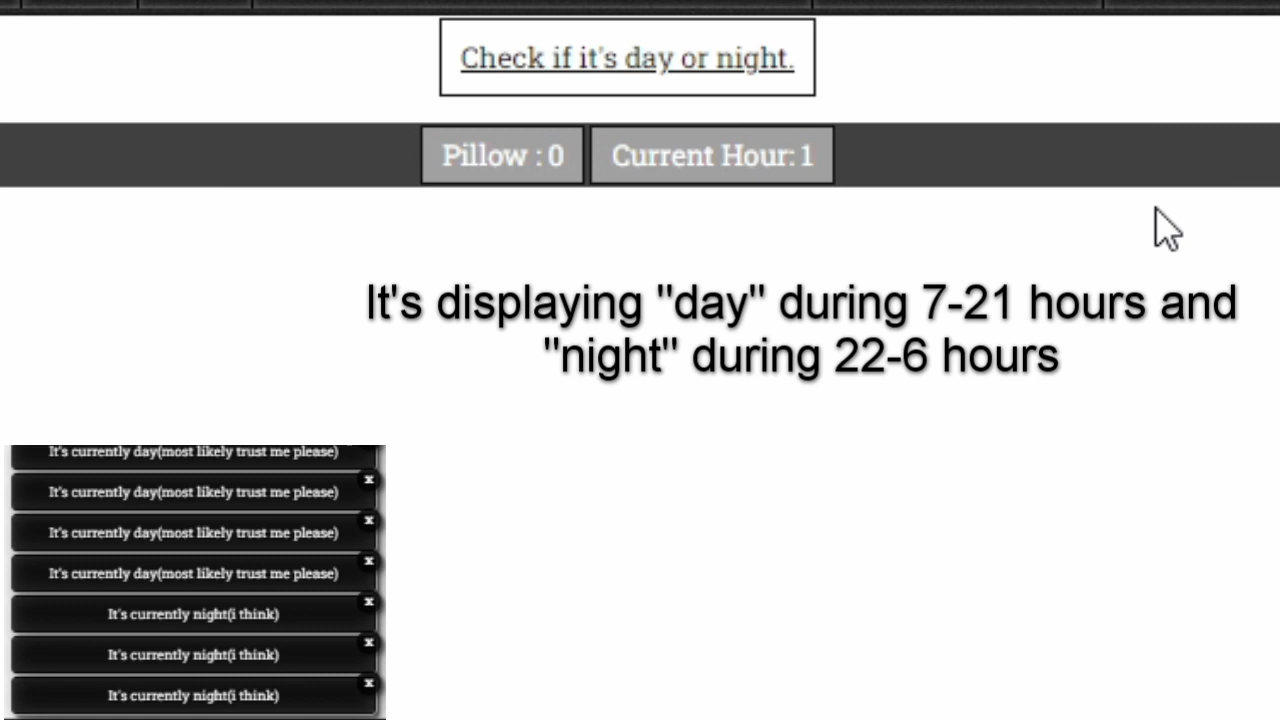 Check if it's day or night.
Pillow : 0
Current Hour: 1
It's displaying "day" during 7-21 hours and
"night" during 22-6 hours
It's currently day(most likely trust me please)
x
It's currently day(most likely trust me please)
x
It's currently day(most likely trust me please)
x
It's currently day(most likely trust me please)
x
It's currently night(i think)
x
It's currently night(i think)
x
It's currently night(i think)